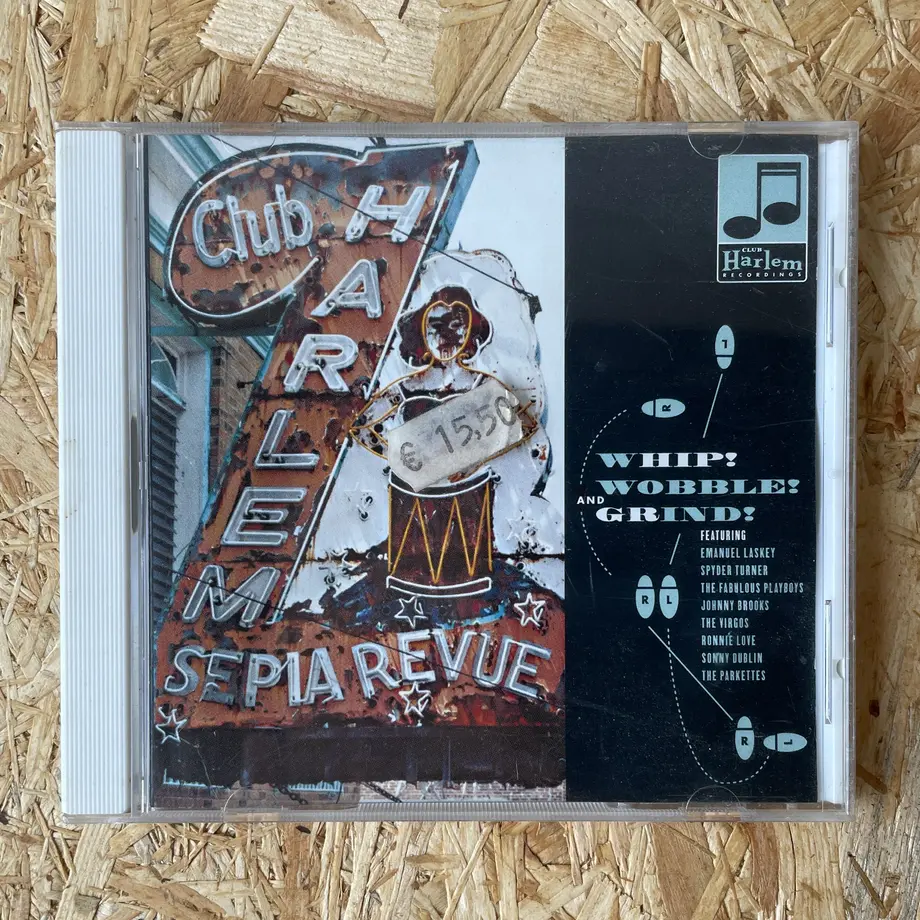 Club
HARLEM
SEPIA REVUE
€ 15,50
CLUB
Harlem
RECORDINGS
L
R
WHIP!
WOBBLE!
AND
GRIND!
FEATURING
EMANUEL LASKEY
SPYDER TURNER
THE FABULOUS PLAYBOYS
JOHNNY BROOKS
THE VIRGOS
RONNIE LOVE
SONNY DUBLIN
THE PARKETTES
R L
R L